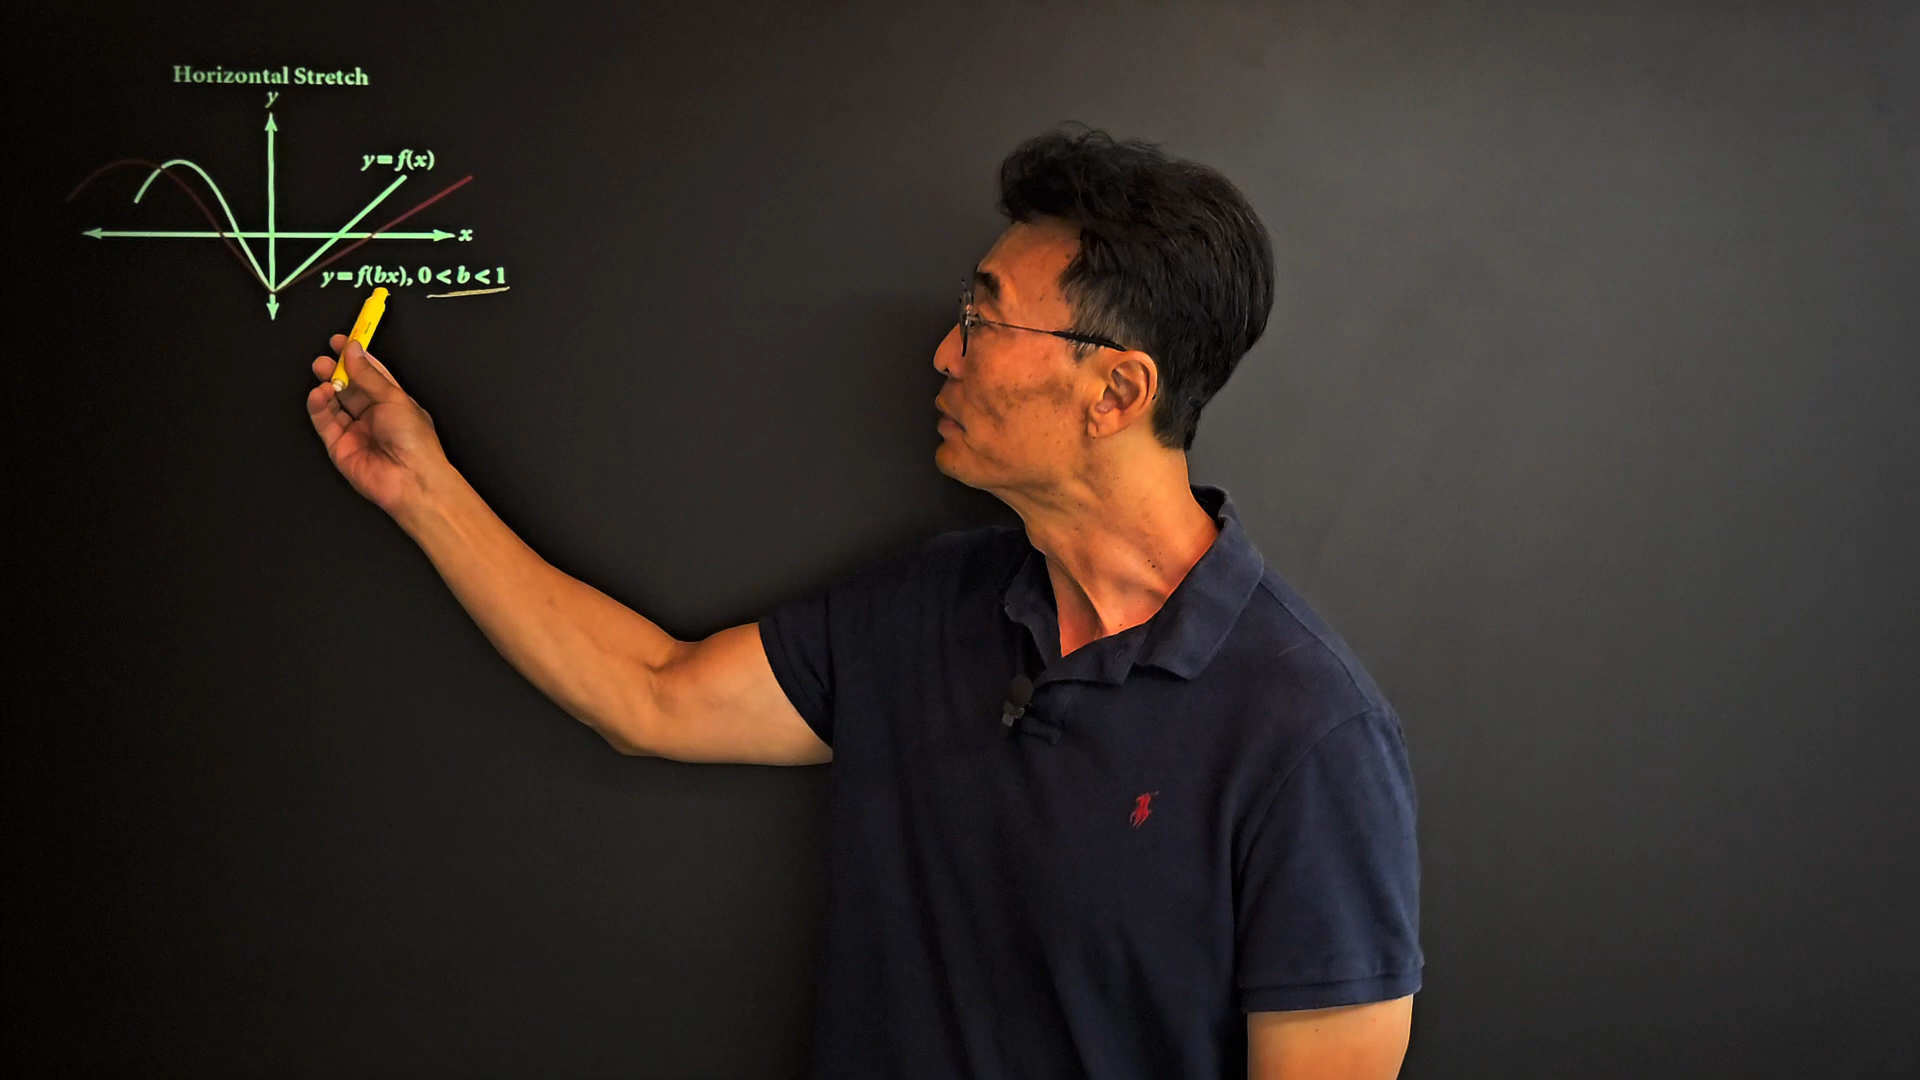 Horizontal Stretch
y
y = f(x)
x
y = f(bx), 0 < b < 1